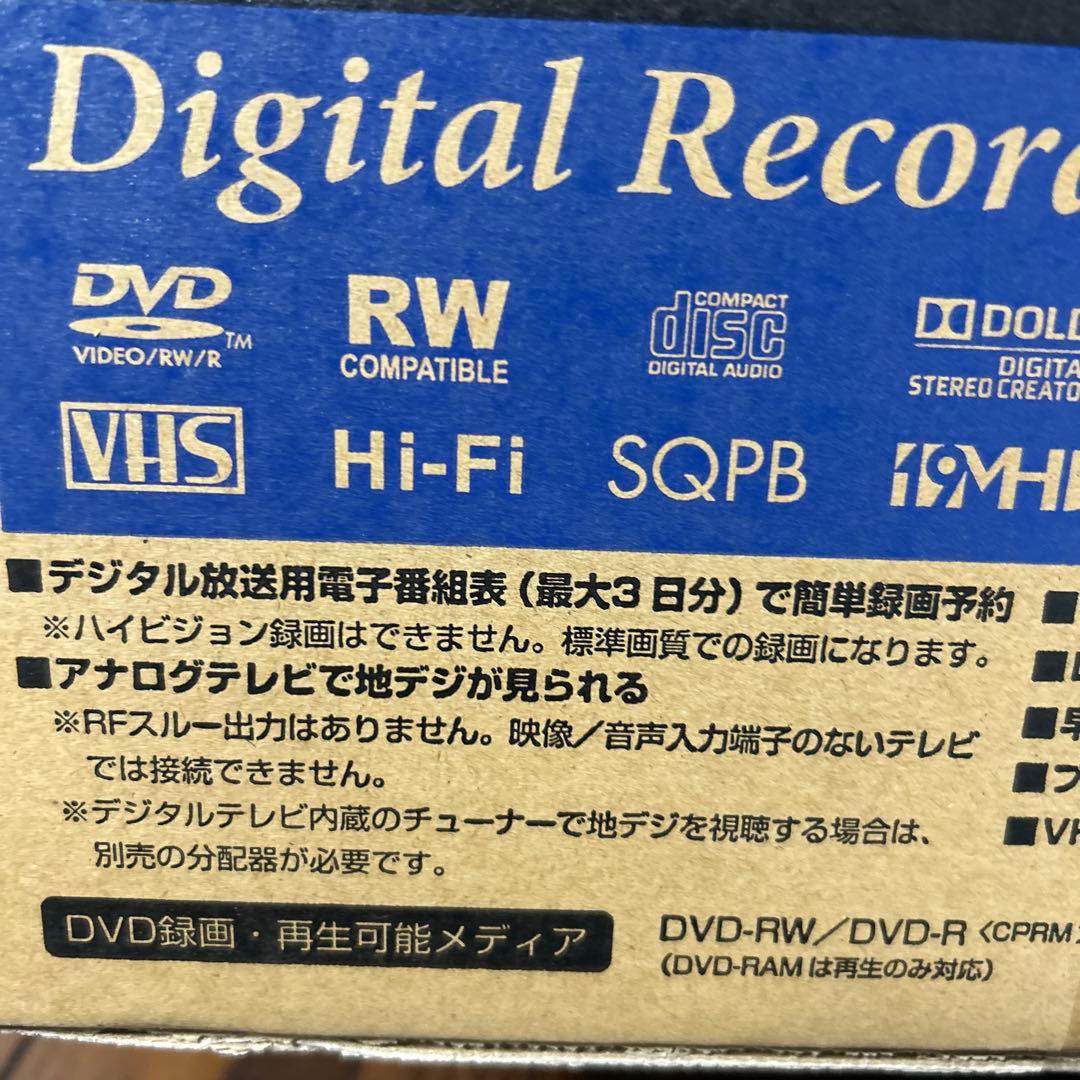 Digital Recor
DVD
VIDEO/RW/R
TM
RW
COMPATIBLE
COMPACT
disc
DIGITAL AUDIO
DOL
DIGITA
STEREO CREATO
VHS
Hi-Fi
SQPB
19MH
■デジタル放送用電子番組表（最大3日分）で簡単録画予約
※ハイビジョン録画はできません。標準画質での録画になります。
■アナログテレビで地デジが見られる
※RFスルー出力はありません。映像／音声入力端子のないテレビ
では接続できません。
※デジタルテレビ内蔵のチューナーで地デジを視聴する場合は、
別売の分配器が必要です。
■早
■フ
■VH
DVD録画・再生可能メディア
DVD-RW／DVD-R〈CPRM
（DVD-RAMは再生のみ対応）